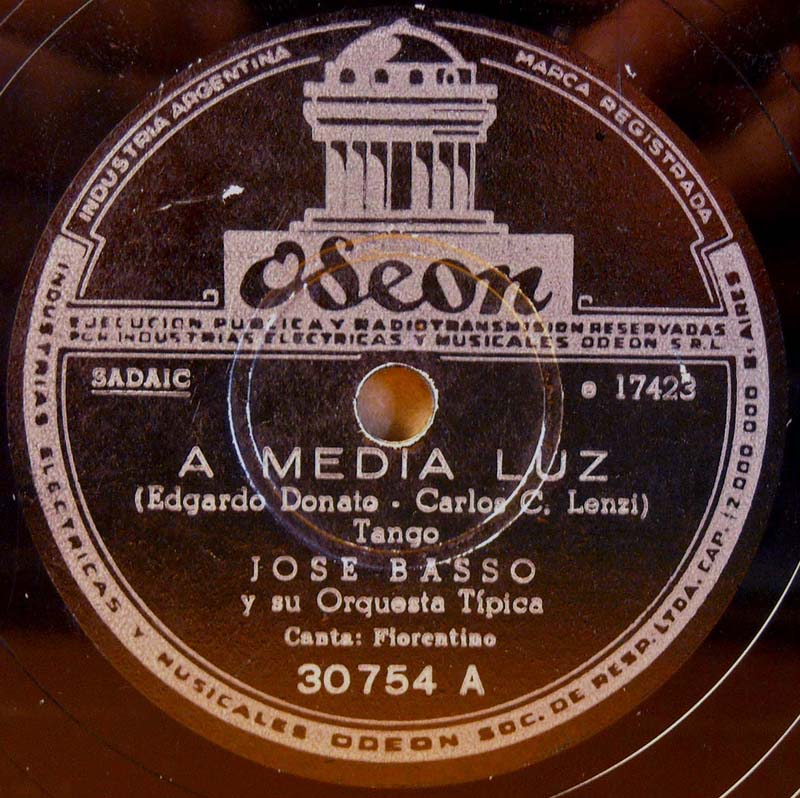 INDUSTRIA ARGENTINA
MARCA REGISTRADA
Odeon
EJECUCION PUBLICA Y RADIOTRANSMISION RESERVADAS
POR INDUSTRIAS ELECTRICAS Y MUSICALES ODEON S R L
SADAIC
e 17423
A MEDIA LUZ
(Edgardo Donato - Carlos C. Lenzi)
Tango
JOSE BASSO
y su Orquesta Típica
Canta: Fiorentino
30754 A
INDUSTRIAS ELECTRICAS Y MUSICALES ODEON SOC. DE RESP. LTDA. CAP. 12 000 000 B. AIRES